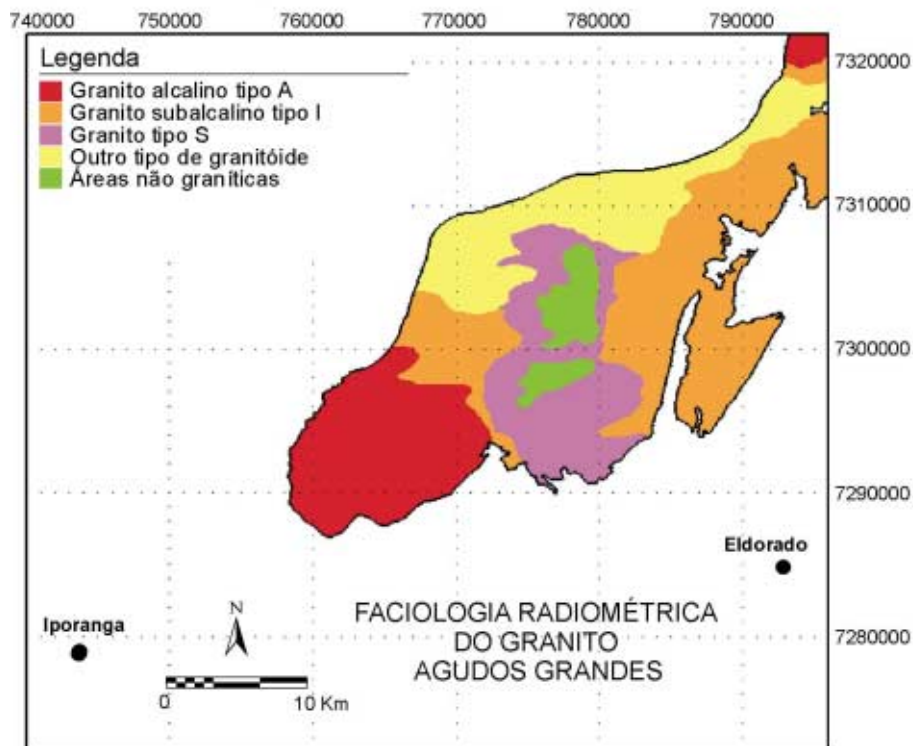 740000 750000 760000 770000 780000 790000
Legenda
Granito alcalino tipo A
Granito subalcalino tipo I
Granito tipo S
Outro tipo de granitóide
Áreas não graníticas
7320000
7310000
7300000
7290000
7280000
Eldorado
Iporanga
N
0 10 Km
FACIOLOGIA RADIOMÉTRICA
DO GRANITO
AGUDOS GRANDES